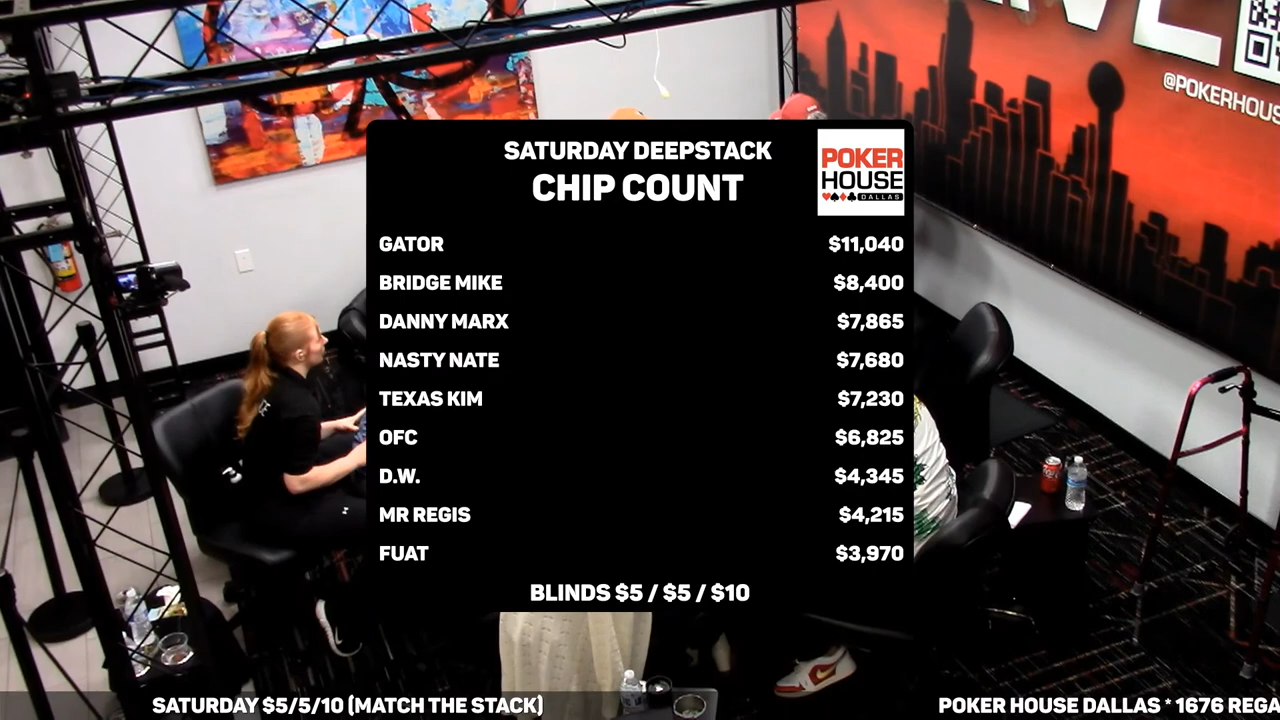 @POKERHOUS
SATURDAY DEEPSTACK
CHIP COUNT
POKER
HOUSE
DALLAS
GATOR $11,040
BRIDGE MIKE $8,400
DANNY MARX $7,865
NASTY NATE $7,680
TEXAS KIM $7,230
OFC $6,825
D.W. $4,345
MR REGIS $4,215
FUAT $3,970
BLINDS $5 / $5 / $10
SATURDAY $5/5/10 (MATCH THE STACK) POKER HOUSE DALLAS * 1676 REGA